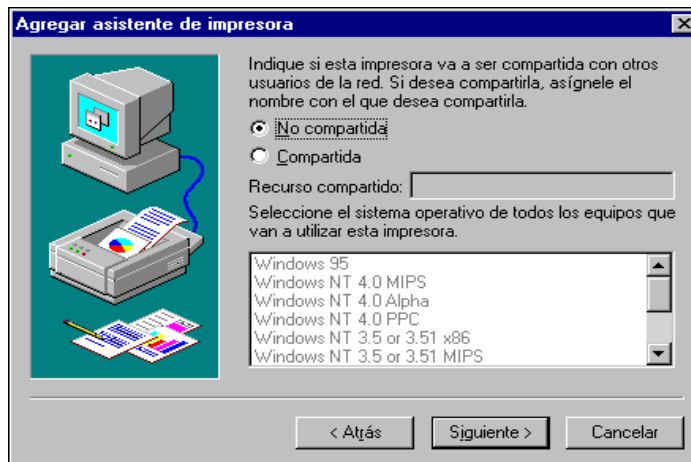 Agregar asistente de impresora
Indique si esta impresora va a ser compartida con otros
usuarios de la red. Si desea compartirla, asígnele el
nombre con el que desea compartirla.
No compartida
Compartida
Recurso compartido:
Seleccione el sistema operativo de todos los equipos que
van a utilizar esta impresora.
Windows 95
Windows NT 4.0 MIPS
Windows NT 4.0 Alpha
Windows NT 4.0 PPC
Windows NT 3.5 or 3.51 x86
Windows NT 3.5 or 3.51 MIPS
< Atrás
Siguiente >
Cancelar